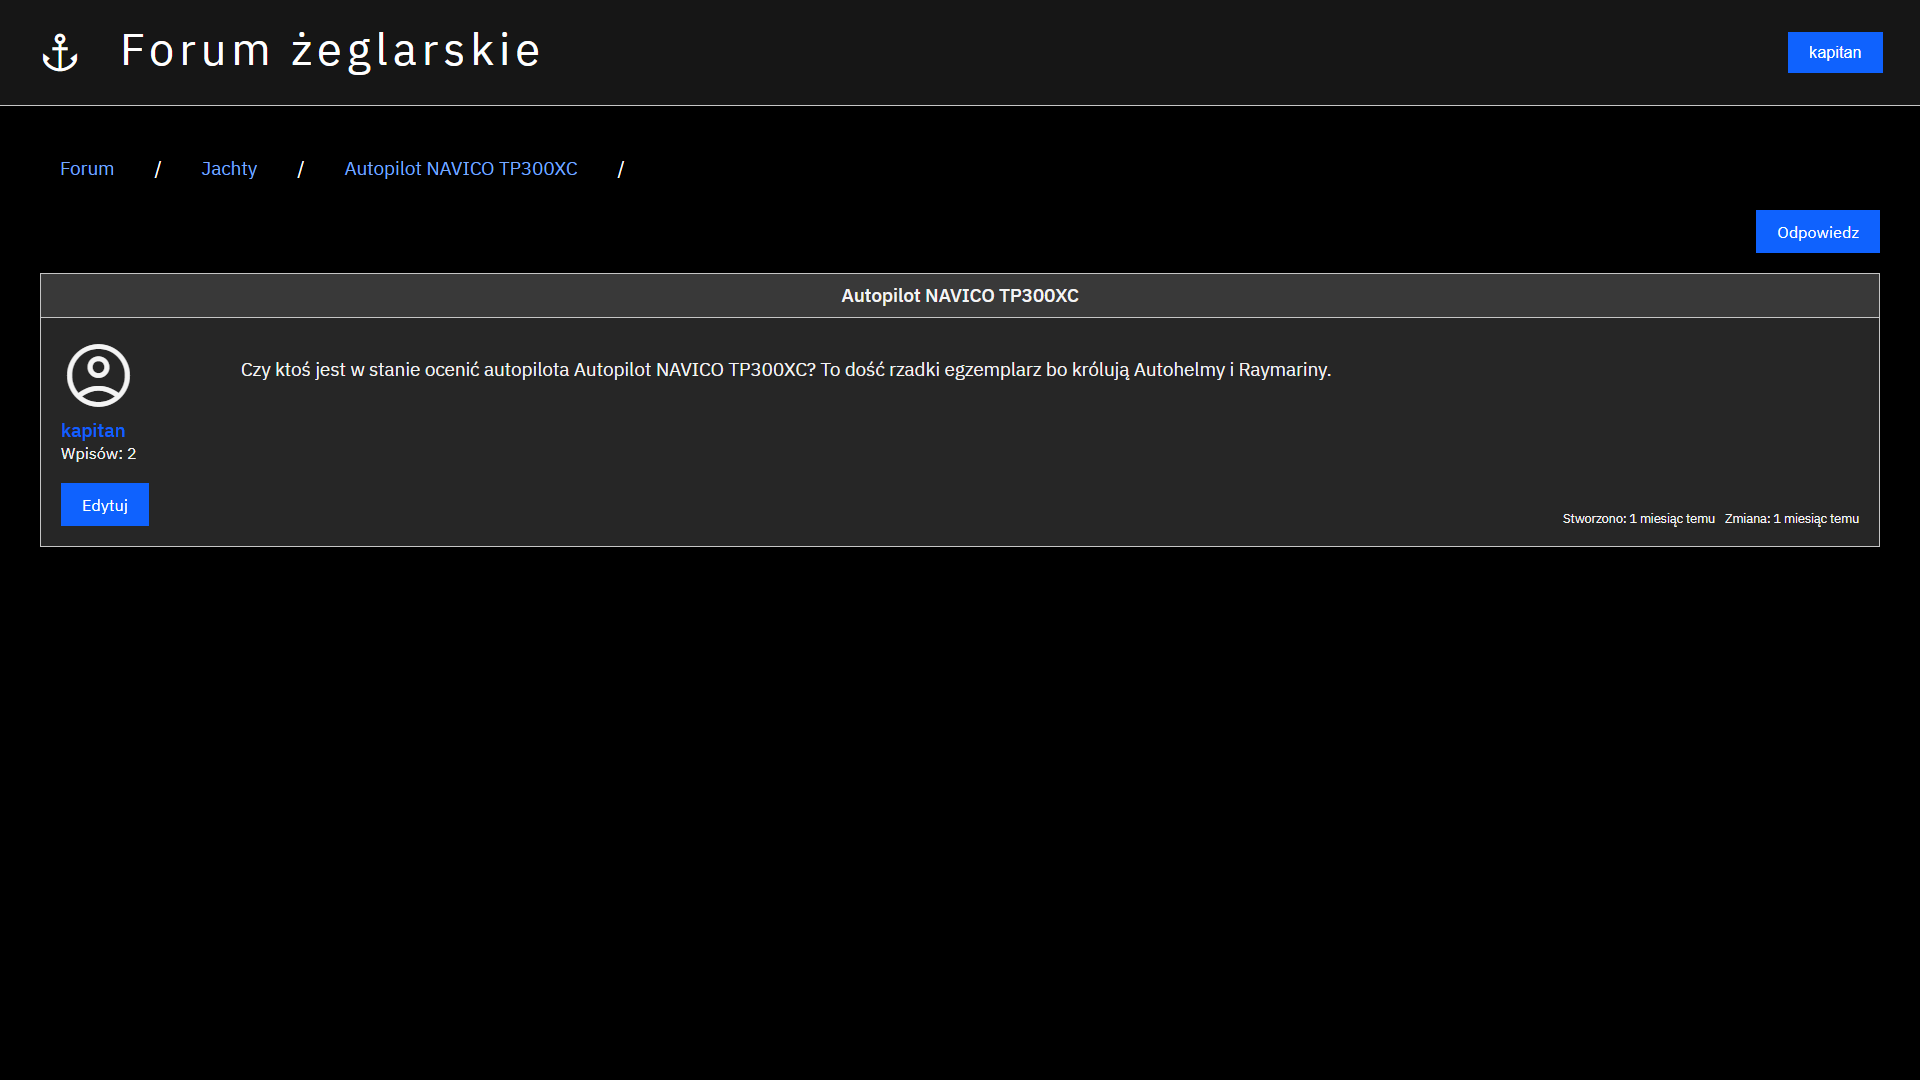 Forum żeglarskie
kapitan
Forum / Jachty / Autopilot NAVICO TP300XC /
Odpowiedz
Autopilot NAVICO TP300XC
Czy ktoś jest w stanie ocenić autopilota Autopilot NAVICO TP300XC? To dość rzadki egzemplarz bo królują Autohelmy i Raymariny.
kapitan
Wpisów: 2
Edytuj
Stworzono: 1 miesiąc temu Zmiana: 1 miesiąc temu